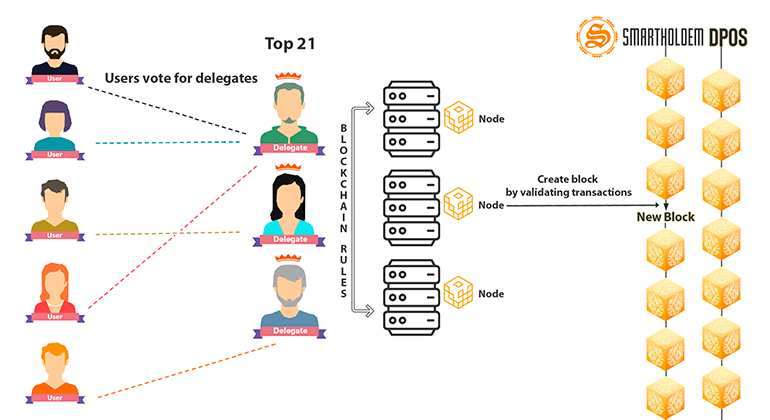 Top 21
SMARTHOLDEM DPOS
Users vote for delegates
User
User
User
User
User
Delegate
Delegate
Delegate
BLOCKCHAIN RULES
Node
Node
Node
Create block
by validating transactions
New Block